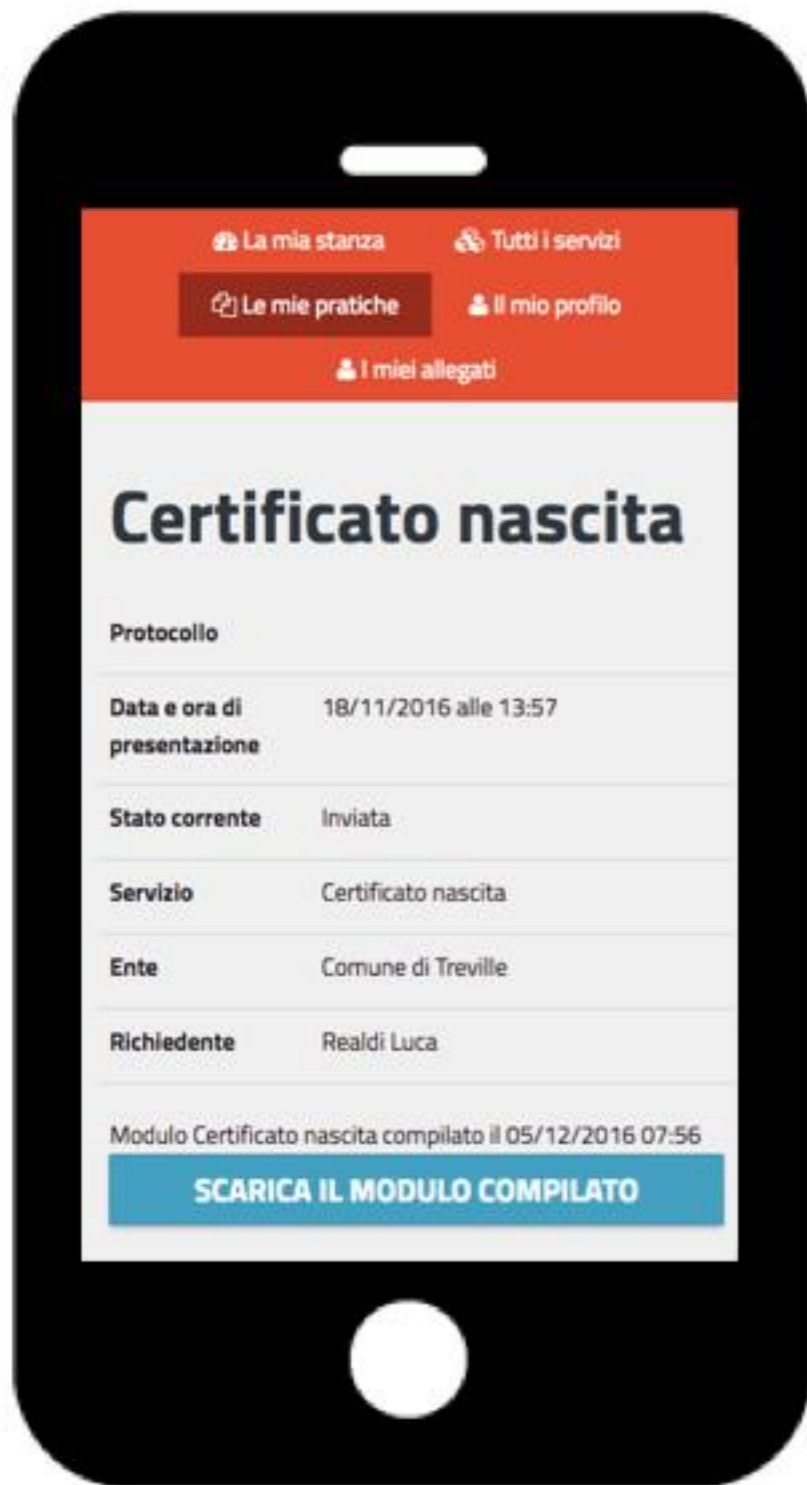 La mia stanza Tutti i servizi
Le mie pratiche Il mio profilo
I miei allegati
Certificato nascita
Protocollo
Data e ora di presentazione 18/11/2016 alle 13:57
Stato corrente Inviata
Servizio Certificato nascita
Ente Comune di Treville
Richiedente Realdi Luca
Modulo Certificato nascita compilato il 05/12/2016 07:56
SCARICA IL MODULO COMPILATO